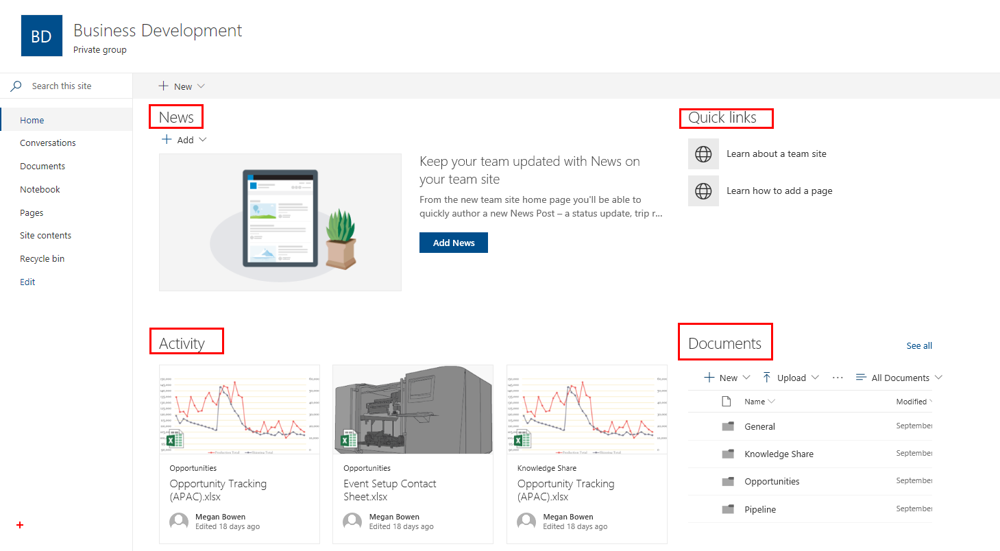 BD
Business Development
Private group
Search this site
New
Home
Conversations
Documents
Notebook
Pages
Site contents
Recycle bin
Edit
News
Add
Keep your team updated with News on
your team site
From the new team site home page you'll be able to
quickly author a new News Post – a status update, trip r...
Add News
Quick links
Learn about a team site
Learn how to add a page
Activity
Opportunities
Opportunity Tracking
(APAC).xlsx
Megan Bowen
Edited 18 days ago
Opportunities
Event Setup Contact
Sheet.xlsx
Megan Bowen
Edited 18 days ago
Knowledge Share
Opportunity Tracking
(APAC).xlsx
Megan Bowen
Edited 18 days ago
Documents
See all
New Upload ... All Documents
Name Modified
General September
Knowledge Share September
Opportunities September
Pipeline September